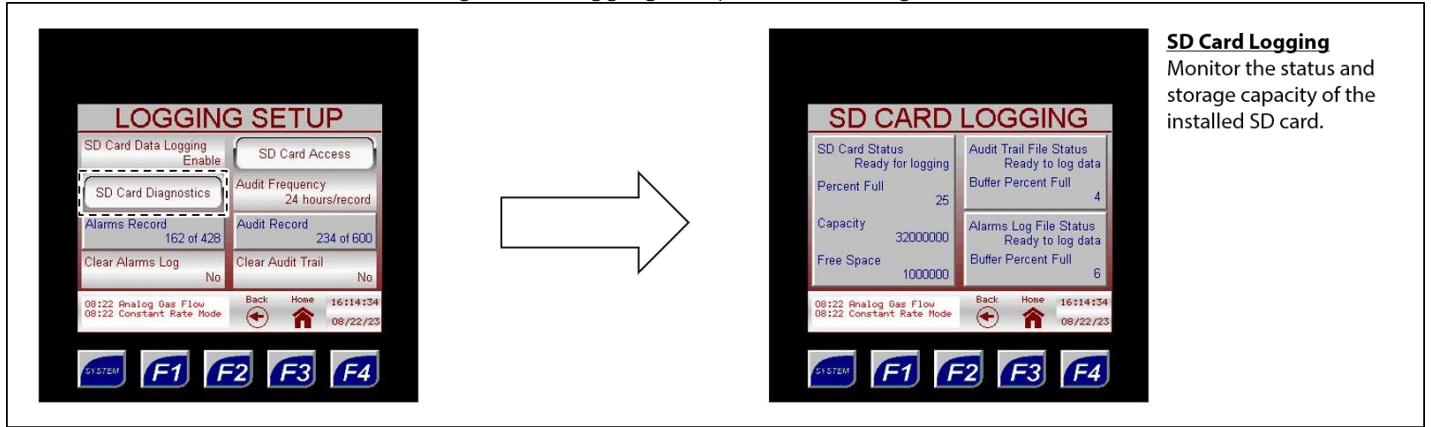 LOGGING SETUP
SD Card Data Logging
Enable
SD Card Access
SD Card Diagnostics
Audit Frequency
24 hours/record
Alarms Record
162 of 428
Audit Record
234 of 600
Clear Alarms Log
No
Clear Audit Trail
No
08:22 Analog Gas Flow
08:22 Constant Rate Mode
Back
Home
16:14:34
08/22/23
SYSTEM
F1
F2
F3
F4
SD CARD LOGGING
SD Card Status
Ready for logging
Percent Full
25
Capacity
32000000
Free Space
1000000
Audit Trail File Status
Ready to log data
Buffer Percent Full
4
Alarms Log File Status
Ready to log data
Buffer Percent Full
6
08:22 Analog Gas Flow
08:22 Constant Rate Mode
Back
Home
16:14:34
08/22/23
SYSTEM
F1
F2
F3
F4
SD Card Logging
Monitor the status and
storage capacity of the
installed SD card.